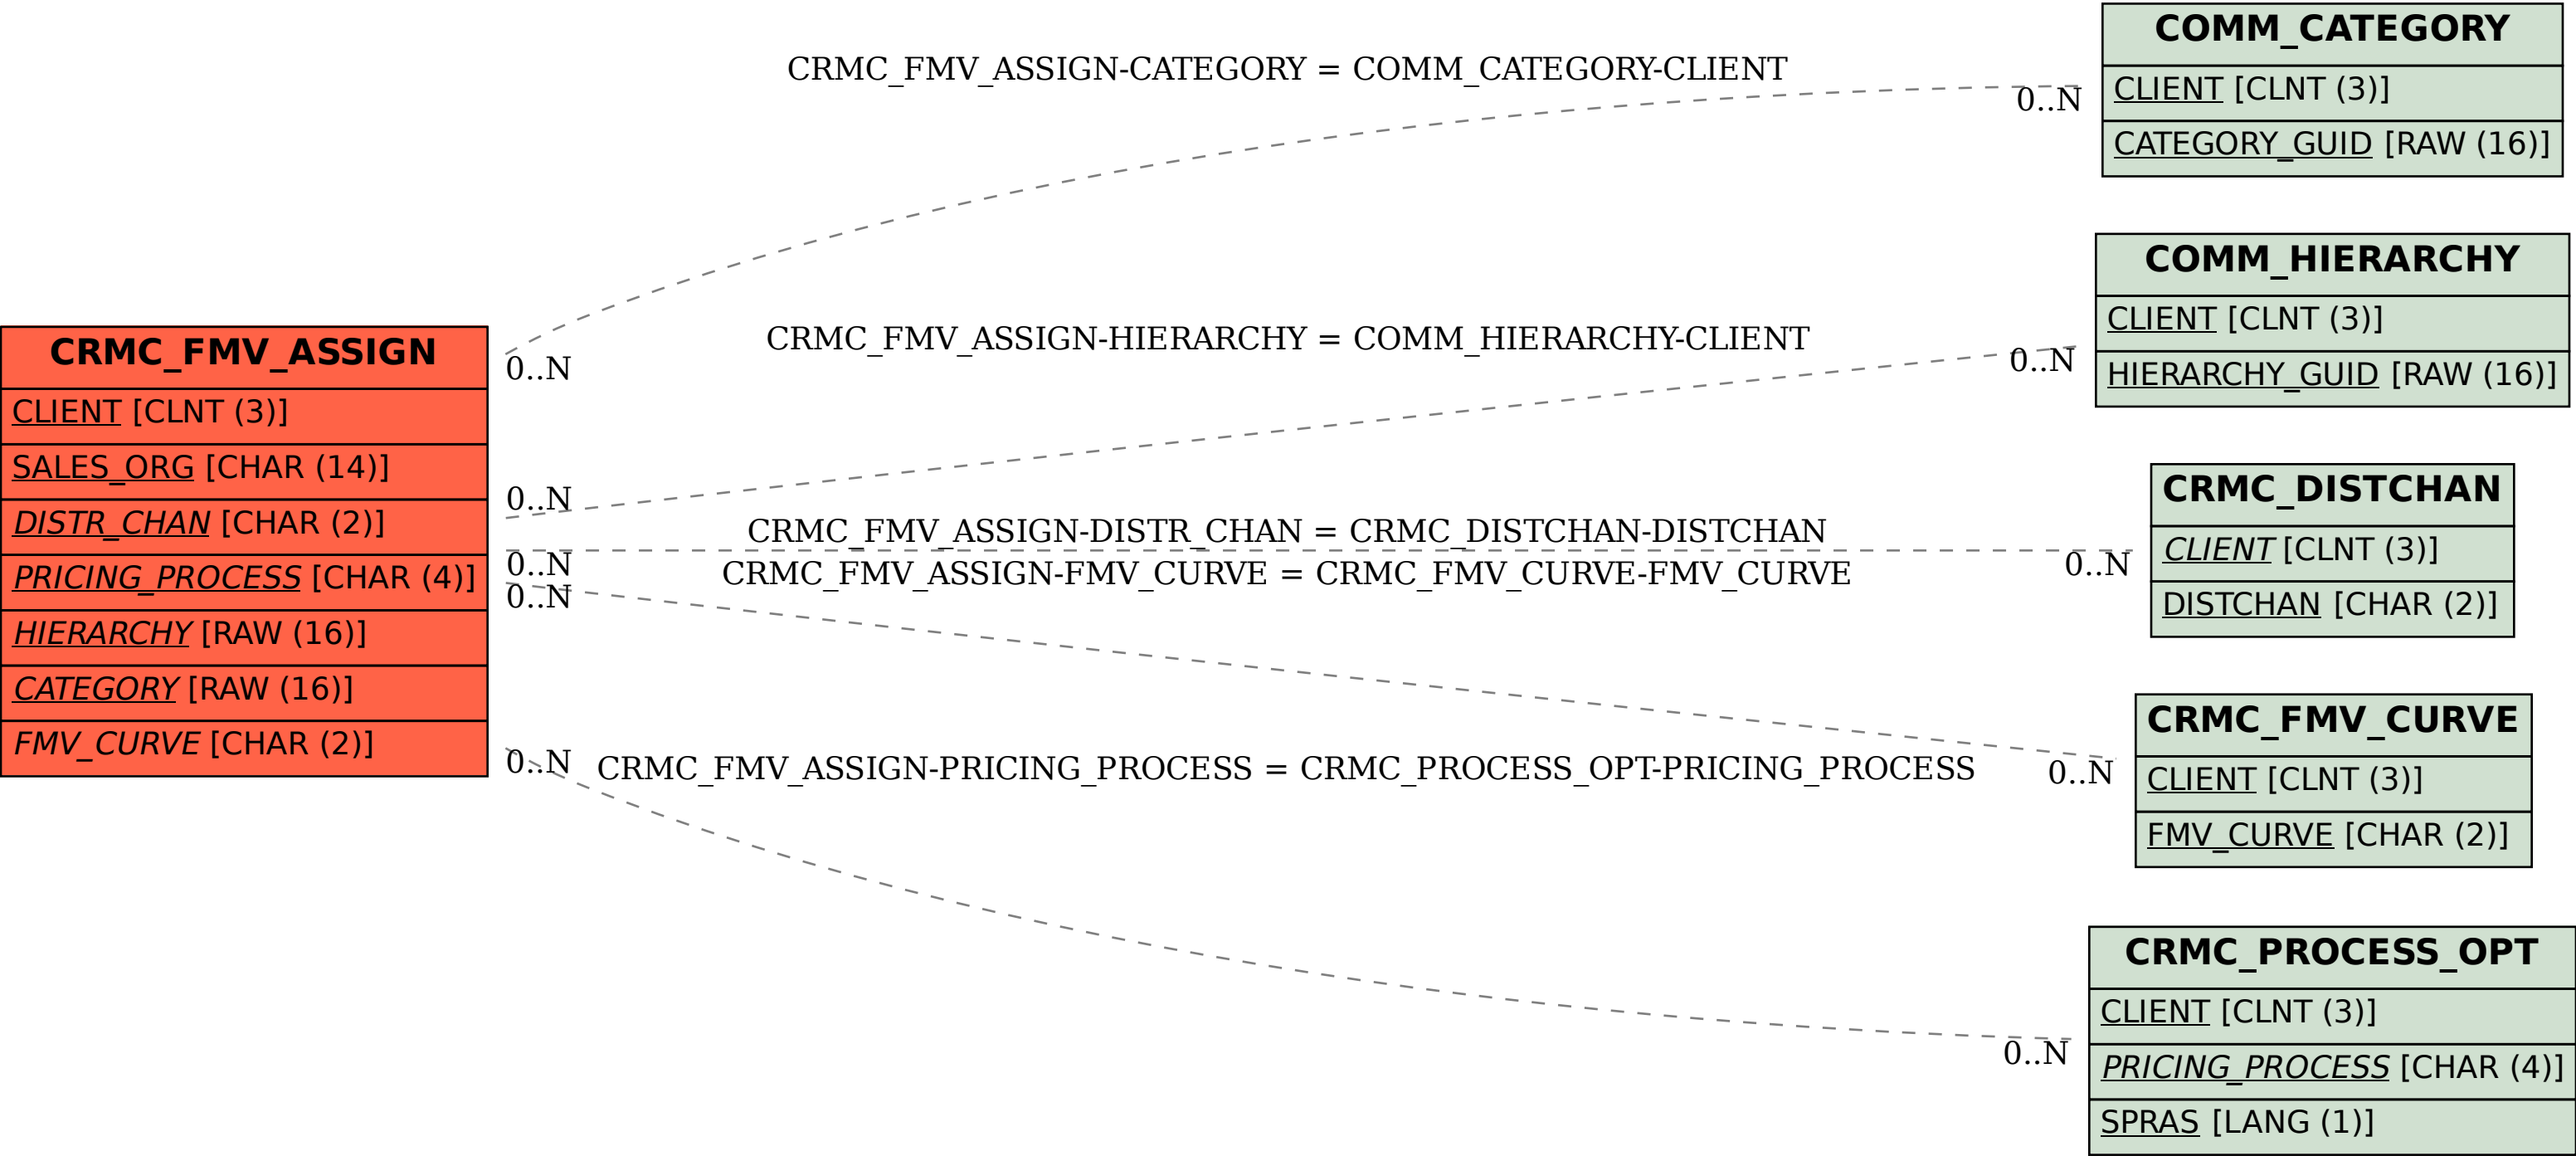 CRMC_FMV_ASSIGN
CLIENT [CLNT (3)]
SALES_ORG [CHAR (14)]
DISTR_CHAN [CHAR (2)]
PRICING_PROCESS [CHAR (4)]
HIERARCHY [RAW (16)]
CATEGORY [RAW (16)]
FMV_CURVE [CHAR (2)]
CRMC_FMV_ASSIGN-CATEGORY = COMM_CATEGORY-CLIENT
0..N
0..N
CRMC_FMV_ASSIGN-HIERARCHY = COMM_HIERARCHY-CLIENT
0..N
0..N
CRMC_FMV_ASSIGN-DISTR_CHAN = CRMC_DISTCHAN-DISTCHAN
0..N
0..N
CRMC_FMV_ASSIGN-FMV_CURVE = CRMC_FMV_CURVE-FMV_CURVE
0..N
0..N
CRMC_FMV_ASSIGN-PRICING_PROCESS = CRMC_PROCESS_OPT-PRICING_PROCESS
0..N
0..N
COMM_CATEGORY
CLIENT [CLNT (3)]
CATEGORY_GUID [RAW (16)]
COMM_HIERARCHY
CLIENT [CLNT (3)]
HIERARCHY_GUID [RAW (16)]
CRMC_DISTCHAN
CLIENT [CLNT (3)]
DISTCHAN [CHAR (2)]
CRMC_FMV_CURVE
CLIENT [CLNT (3)]
FMV_CURVE [CHAR (2)]
CRMC_PROCESS_OPT
CLIENT [CLNT (3)]
PRICING_PROCESS [CHAR (4)]
SPRAS [LANG (1)]